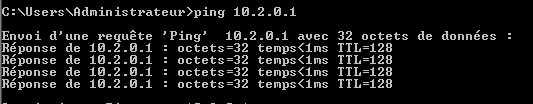 C:\Users\Administrateur>ping 10.2.0.1
Envoi d'une requête 'Ping'  10.2.0.1 avec 32 octets de données :
Réponse de 10.2.0.1 : octets=32 temps<1ms TTL=128
Réponse de 10.2.0.1 : octets=32 temps<1ms TTL=128
Réponse de 10.2.0.1 : octets=32 temps<1ms TTL=128
Réponse de 10.2.0.1 : octets=32 temps<1ms TTL=128